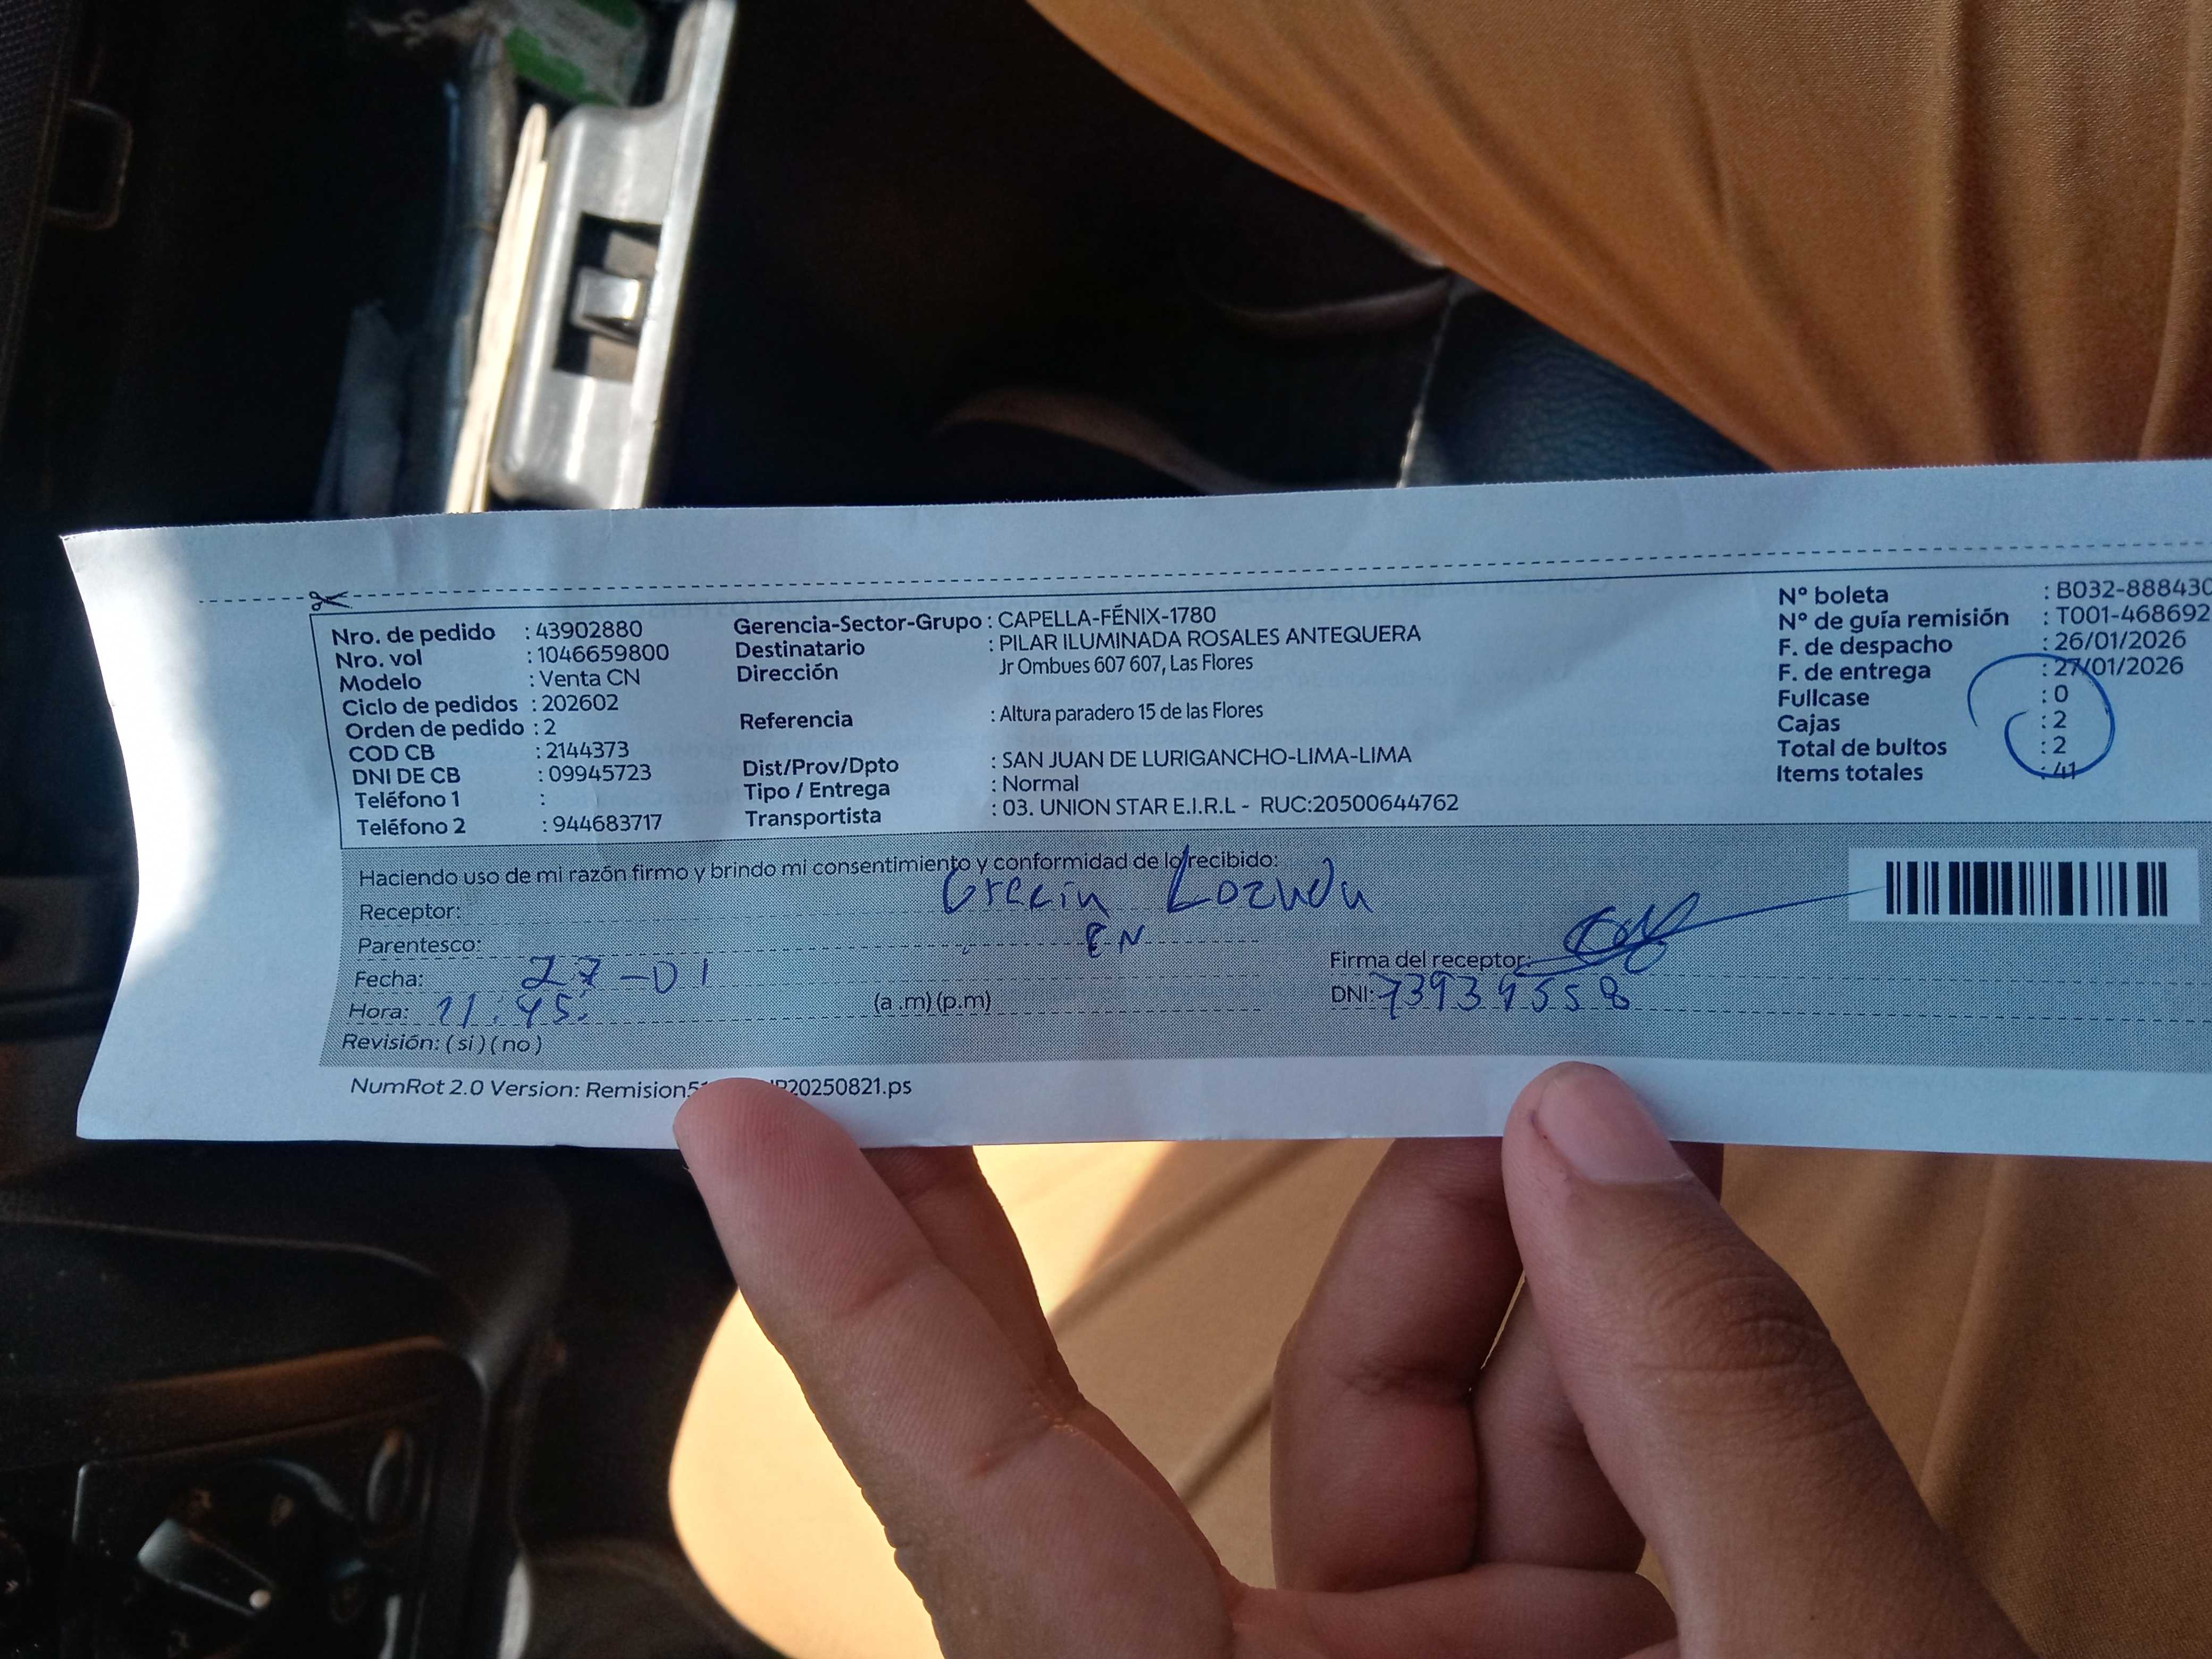 Nro. de pedido : 43902880
Nro. vol : 1046659800
Modelo : Venta CN
Ciclo de pedidos : 202602
Orden de pedido : 2
COD CB : 2144373
DNI DE CB : 09945723
Teléfono 1 :
Teléfono 2 : 944683717
Gerencia-Sector-Grupo : CAPELLA-FÉNIX-1780
Destinatario : PILAR ILUMINADA ROSALES ANTEQUERA
Dirección Jr Ombues 607 607, Las Flores
Referencia : Altura paradero 15 de las Flores
Dist/Prov/Dpto : SAN JUAN DE LURIGANCHO-LIMA-LIMA
Tipo / Entrega : Normal
Transportista : 03. UNION STAR E.I.R.L - RUC:20500644762
N° boleta : B032-888430
N° de guía remisión : T001-468692
F. de despacho : 26/01/2026
F. de entrega : 27/01/2026
Fullcase : 0
Cajas : 2
Total de bultos : 2
Items totales : 41
Haciendo uso de mi razón firmo y brindo mi consentimiento y conformidad de lo recibido:
Receptor: Grecia Lozada
Parentesco: EN
Fecha: 27-01
Hora: 11:45 (a .m) (p.m)
Revisión: ( si ) ( no )
Firma del receptor:
DNI: 73939558
NumRot 2.0 Version: Remision5 20250821.ps